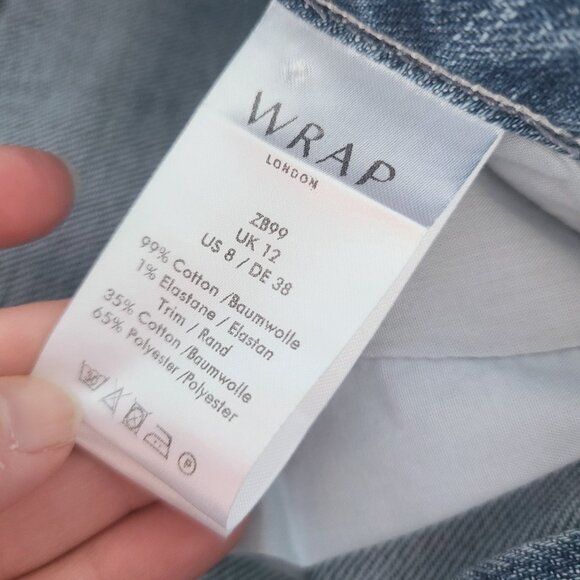 WRAP
LONDON
ZB99
UK 12
US 8 / DE 38
99% Cotton /Baumwolle
1% Elastane / Elastan
Trim / Rand
35% Cotton /Baumwolle
65% Polyester /Polyester
P